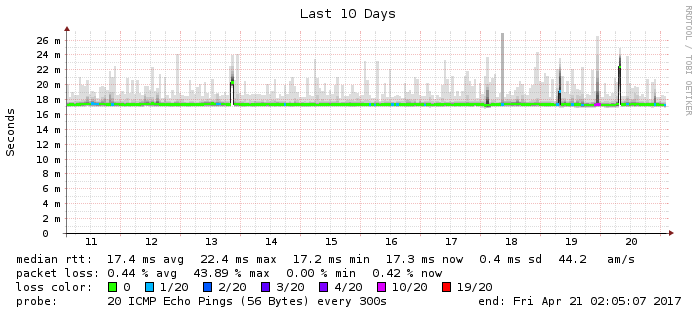 Last 10 Days
RRDTOOL / TOBI OETIKER
Seconds
26 m
24 m
22 m
20 m
18 m
16 m
14 m
12 m
10 m
8 m
6 m
4 m
2 m
0
11 12 13 14 15 16 17 18 19 20
median rtt: 17.4 ms avg 22.4 ms max 17.2 ms min 17.3 ms now 0.4 ms sd 44.2 am/s
packet loss: 0.44 % avg 43.89 % max 0.00 % min 0.42 % now
loss color: 0 1/20 2/20 3/20 4/20 10/20 19/20
probe: 20 ICMP Echo Pings (56 Bytes) every 300s end: Fri Apr 21 02:05:07 2017